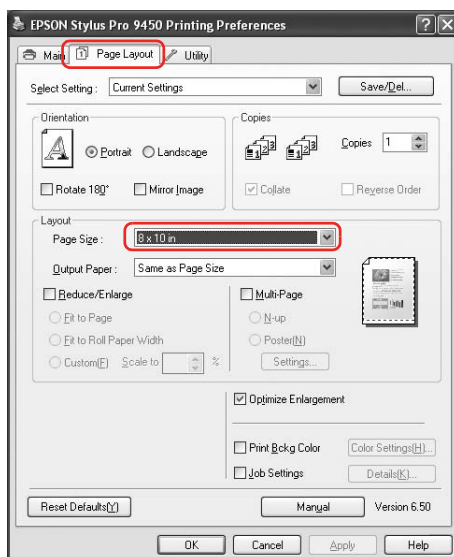 EPSON Stylus Pro 9450 Printing Preferences
Main Page Layout Utility
Select Setting : Current Settings Save/Del...
Orientation
Copies
A Portrait Landscape
Copies 1
Rotate 180° Mirror Image
Collate Reverse Order
Layout
Page Size : 8 x 10 in
Output Paper : Same as Page Size
Reduce/Enlarge
Fit to Page
Fit to Roll Paper Width
Custom(F) Scale to %
Multi-Page
N-up
Poster(N)
Settings...
Optimize Enlargement
Print Bckg Color Color Settings(H)...
Job Settings Details(K)...
Reset Defaults(Y) Manual Version 6.50
OK Cancel Apply Help